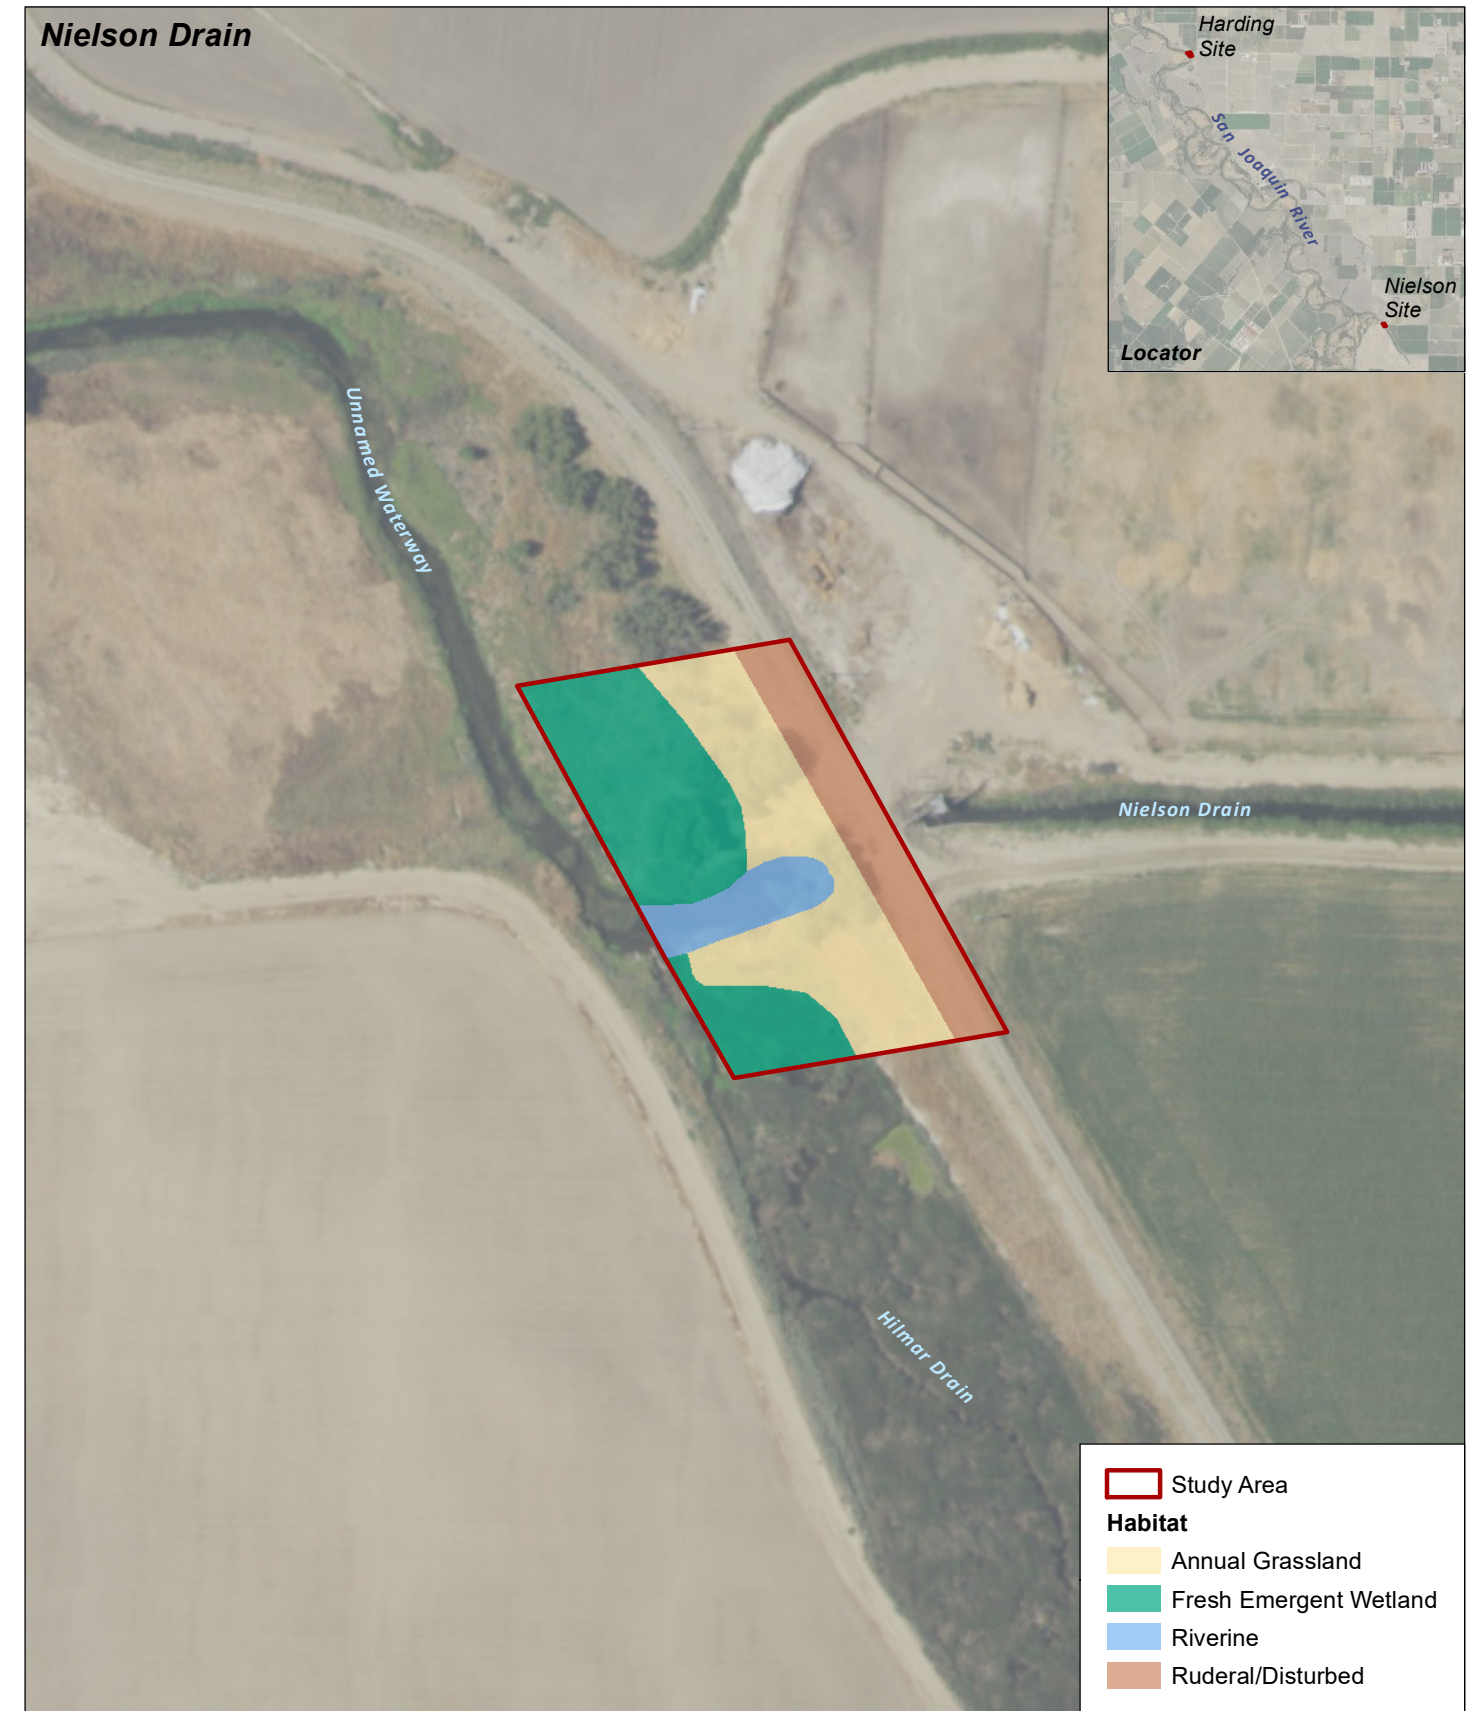 Nielson Drain
Harding
Site
San Joaquin River
Nielson
Site
Locator
Unnamed Waterway
Nielson Drain
Hilmar Drain
Study Area
Habitat
Annual Grassland
Fresh Emergent Wetland
Riverine
Ruderal/Disturbed